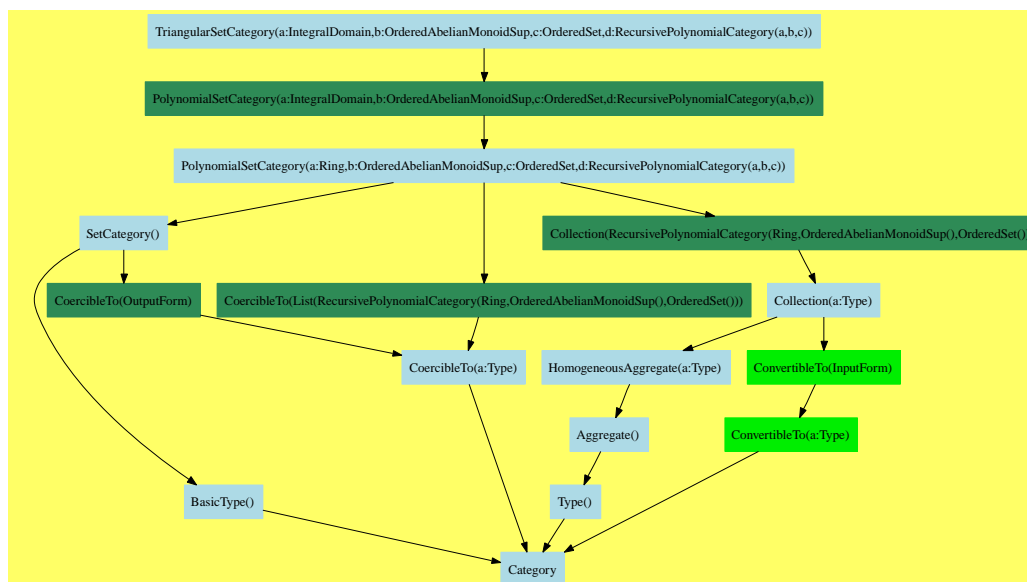 TriangularSetCategory(a:IntegralDomain,b:OrderedAbelianMonoidSup,c:OrderedSet,d:RecursivePolynomialCategory(a,b,c))
PolynomialSetCategory(a:IntegralDomain,b:OrderedAbelianMonoidSup,c:OrderedSet,d:RecursivePolynomialCategory(a,b,c))
PolynomialSetCategory(a:Ring,b:OrderedAbelianMonoidSup,c:OrderedSet,d:RecursivePolynomialCategory(a,b,c))
SetCategory()
Collection(RecursivePolynomialCategory(Ring,OrderedAbelianMonoidSup(),OrderedSet()
CoercibleTo(OutputForm)
CoercibleTo(List(RecursivePolynomialCategory(Ring,OrderedAbelianMonoidSup(),OrderedSet())))
Collection(a:Type)
CoercibleTo(a:Type)
HomogeneousAggregate(a:Type)
ConvertibleTo(InputForm)
Aggregate()
ConvertibleTo(a:Type)
BasicType()
Type()
Category